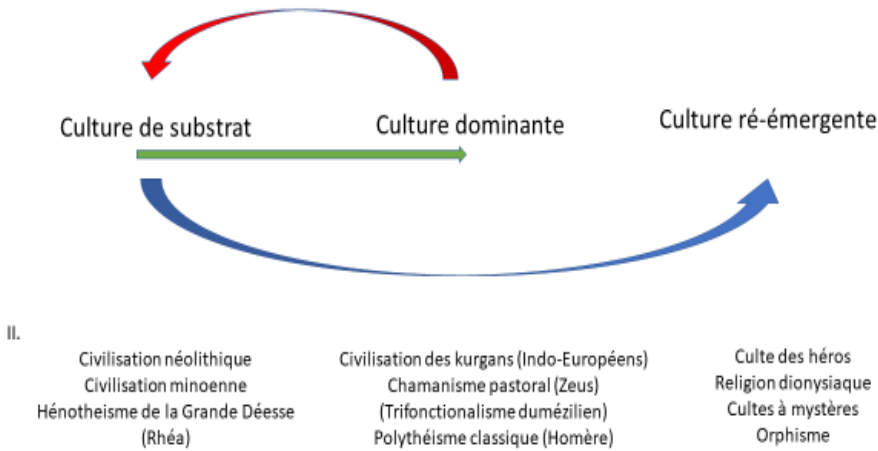 Culture de substrat
Culture dominante
Culture ré-émergente
II.
Civilisation néolithique
Civilisation minoenne
Hénotheisme de la Grande Déesse
(Rhéa)
Civilisation des kurgans (Indo-Européens)
Chamanisme pastoral (Zeus)
(Trifonctionalisme dumézilien)
Polythéisme classique (Homère)
Culte des héros
Religion dionysiaque
Cultes à mystères
Orphisme